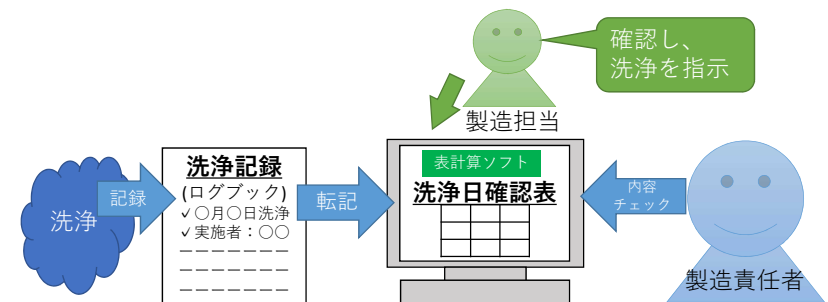 確認し、
洗浄を指示
製造担当
洗浄
記録
洗浄記録
(ログブック)
✓○月○日洗浄
✓実施者：○○
転記
表計算ソフト
洗浄日確認表
内容
チェック
製造責任者